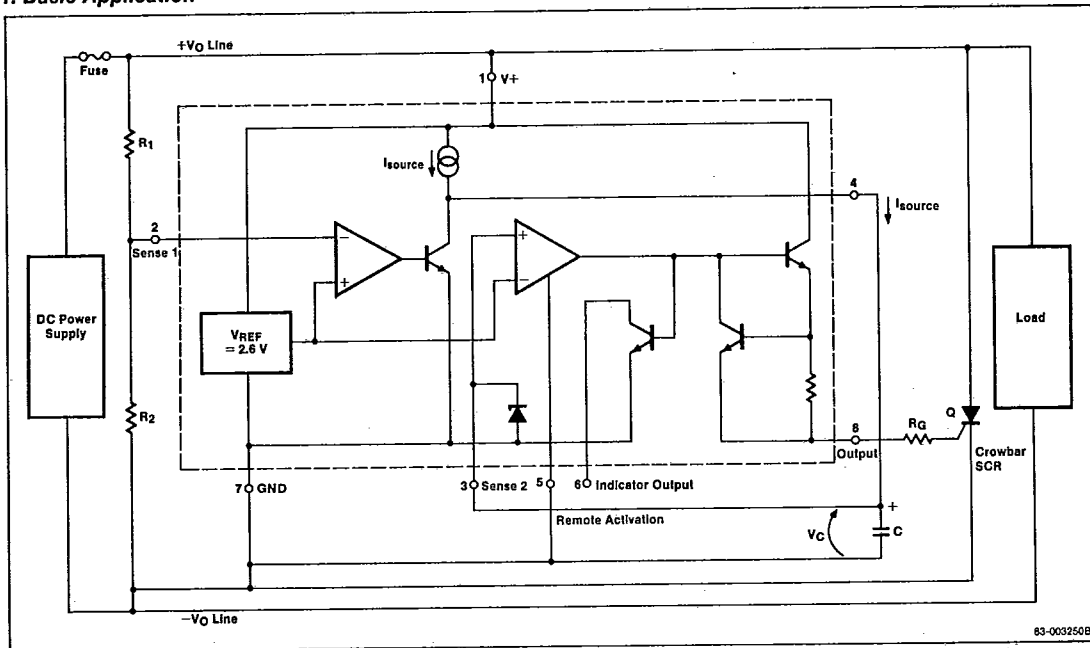 1. Basic Application
+VO Line
Fuse
1 V+
R1
Isource
4
Isource
2
Sense 1
−
+
+
−
DC Power
Supply
VREF
= 2.6 V
Load
R2
Q
RG
8
Output
Crowbar
SCR
7 GND
3 Sense 2
5
6 Indicator Output
Remote Activation
+
VC
C
−VO Line
83-003250B